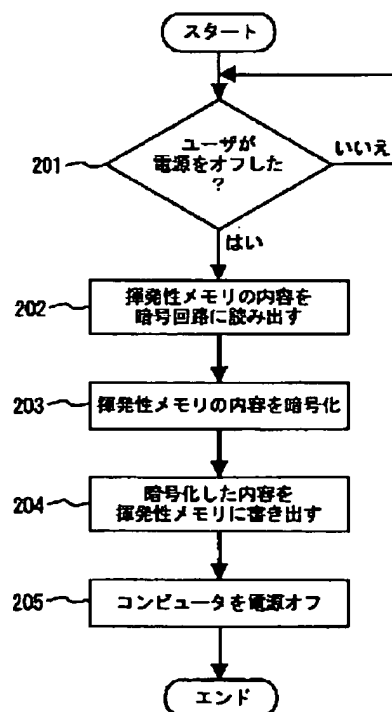 スタート
201
ユーザが
電源をオフした
?
いいえ
はい
202
揮発性メモリの内容を
暗号回路に読み出す
203
揮発性メモリの内容を暗号化
204
暗号化した内容を
揮発性メモリに書き出す
205
コンピュータを電源オフ
エンド